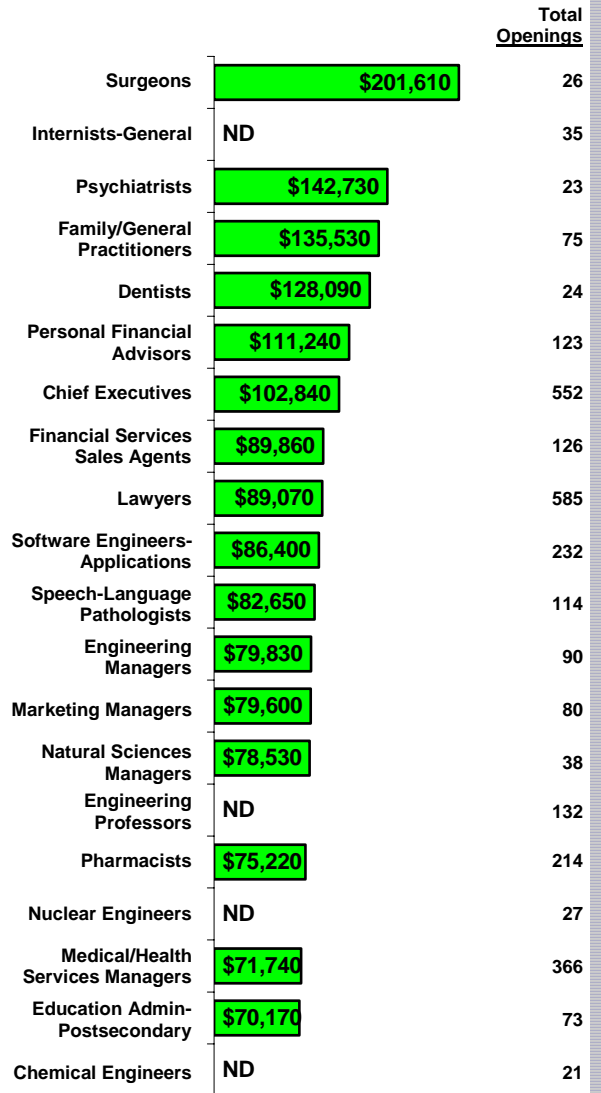 Total
Openings
Surgeons $201,610 26
Internists-General ND 35
Psychiatrists $142,730 23
Family/General
Practitioners $135,530 75
Dentists $128,090 24
Personal Financial
Advisors $111,240 123
Chief Executives $102,840 552
Financial Services
Sales Agents $89,860 126
Lawyers $89,070 585
Software Engineers-
Applications $86,400 232
Speech-Language
Pathologists $82,650 114
Engineering
Managers $79,830 90
Marketing Managers $79,600 80
Natural Sciences
Managers $78,530 38
Engineering
Professors ND 132
Pharmacists $75,220 214
Nuclear Engineers ND 27
Medical/Health
Services Managers $71,740 366
Education Admin-
Postsecondary $70,170 73
Chemical Engineers ND 21